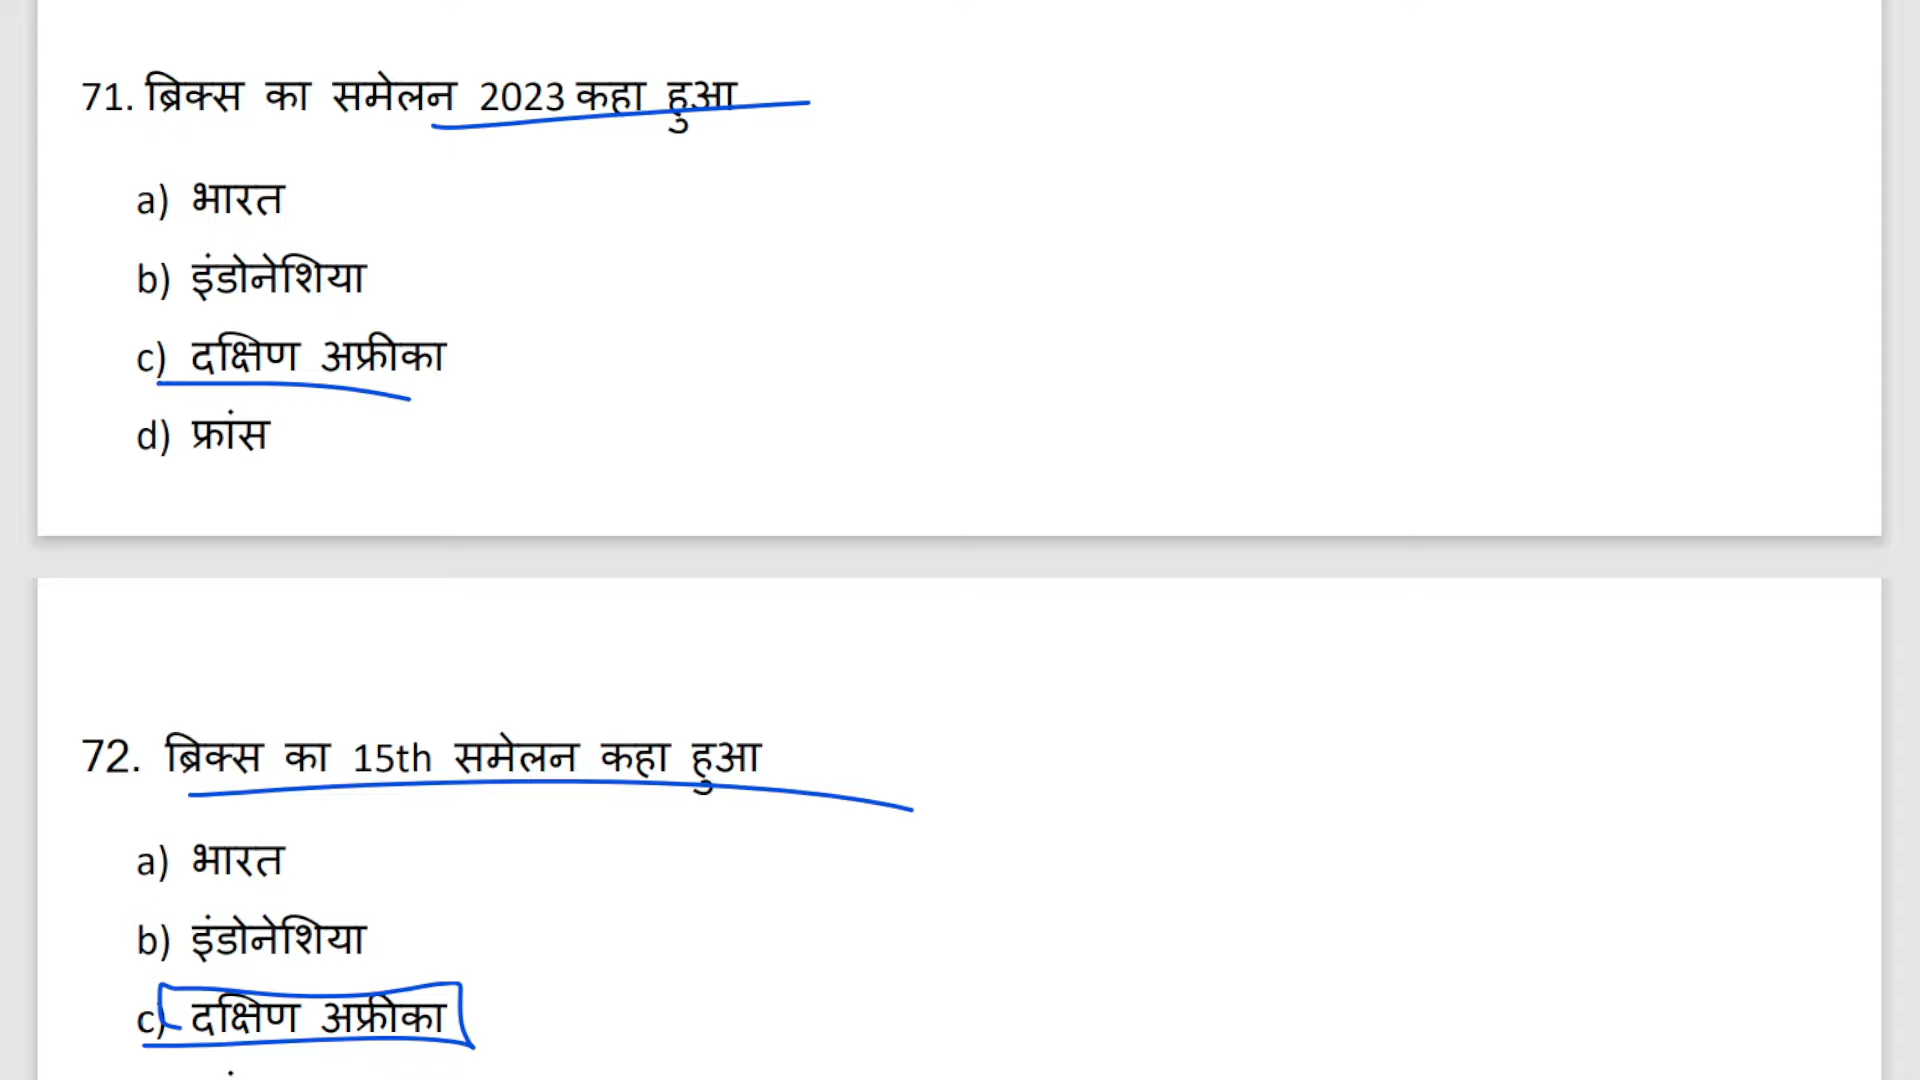 71. ब्रिक्स का समेलन 2023 कहा हुआ
a) भारत
b) इंडोनेशिया
c) दक्षिण अफ्रीका
d) फ्रांस
72. ब्रिक्स का 15th समेलन कहा हुआ
a) भारत
b) इंडोनेशिया
c) दक्षिण अफ्रीका